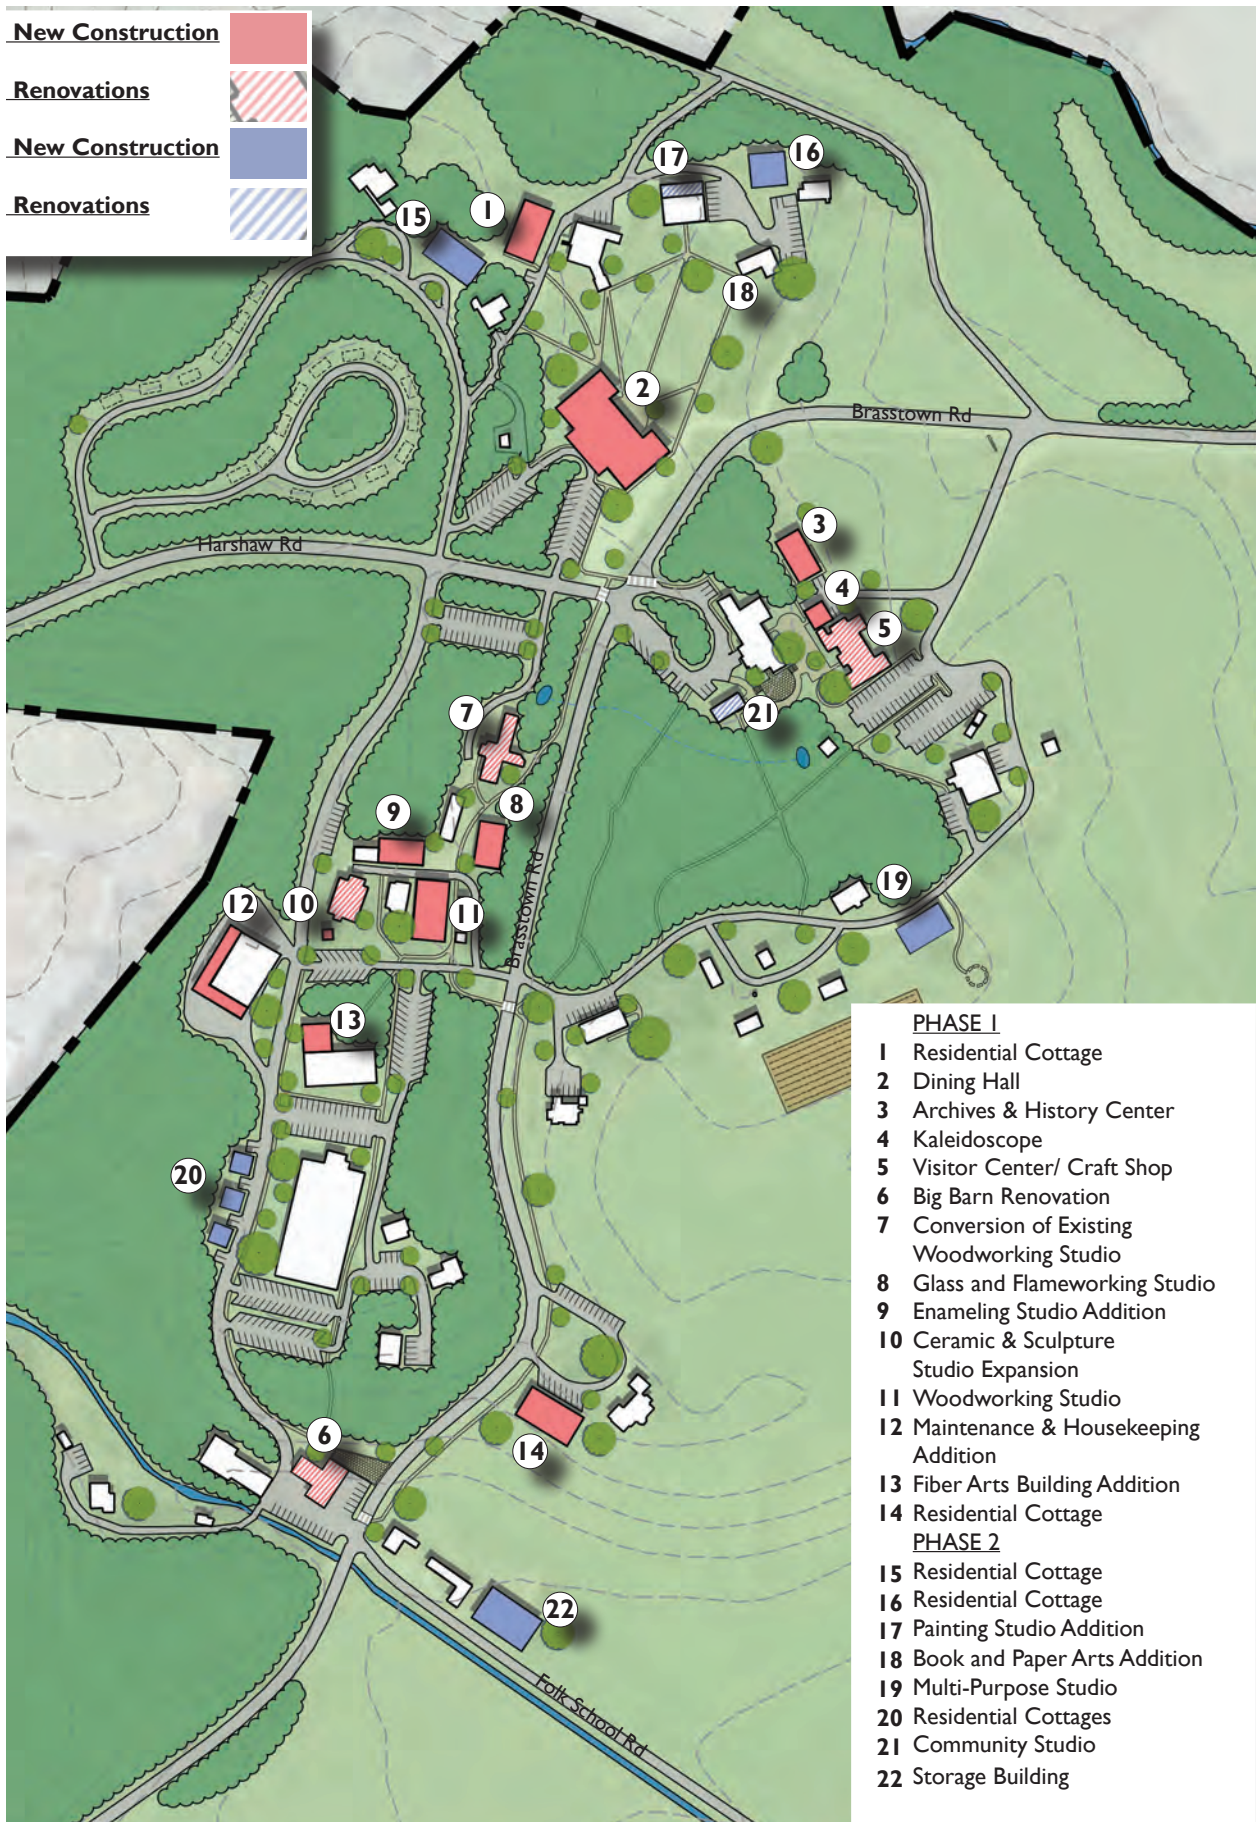 New Construction
Renovations
New Construction
Renovations
17
16
15
1
18
2
Brasstown Rd
3
Harshaw Rd
4
5
7
21
9
8
Brasstown Rd
19
12
10
11
13
20
6
14
22
Folk School Rd
PHASE 1
1 Residential Cottage
2 Dining Hall
3 Archives & History Center
4 Kaleidoscope
5 Visitor Center/ Craft Shop
6 Big Barn Renovation
7 Conversion of Existing
Woodworking Studio
8 Glass and Flameworking Studio
9 Enameling Studio Addition
10 Ceramic & Sculpture
Studio Expansion
11 Woodworking Studio
12 Maintenance & Housekeeping
Addition
13 Fiber Arts Building Addition
14 Residential Cottage
PHASE 2
15 Residential Cottage
16 Residential Cottage
17 Painting Studio Addition
18 Book and Paper Arts Addition
19 Multi-Purpose Studio
20 Residential Cottages
21 Community Studio
22 Storage Building